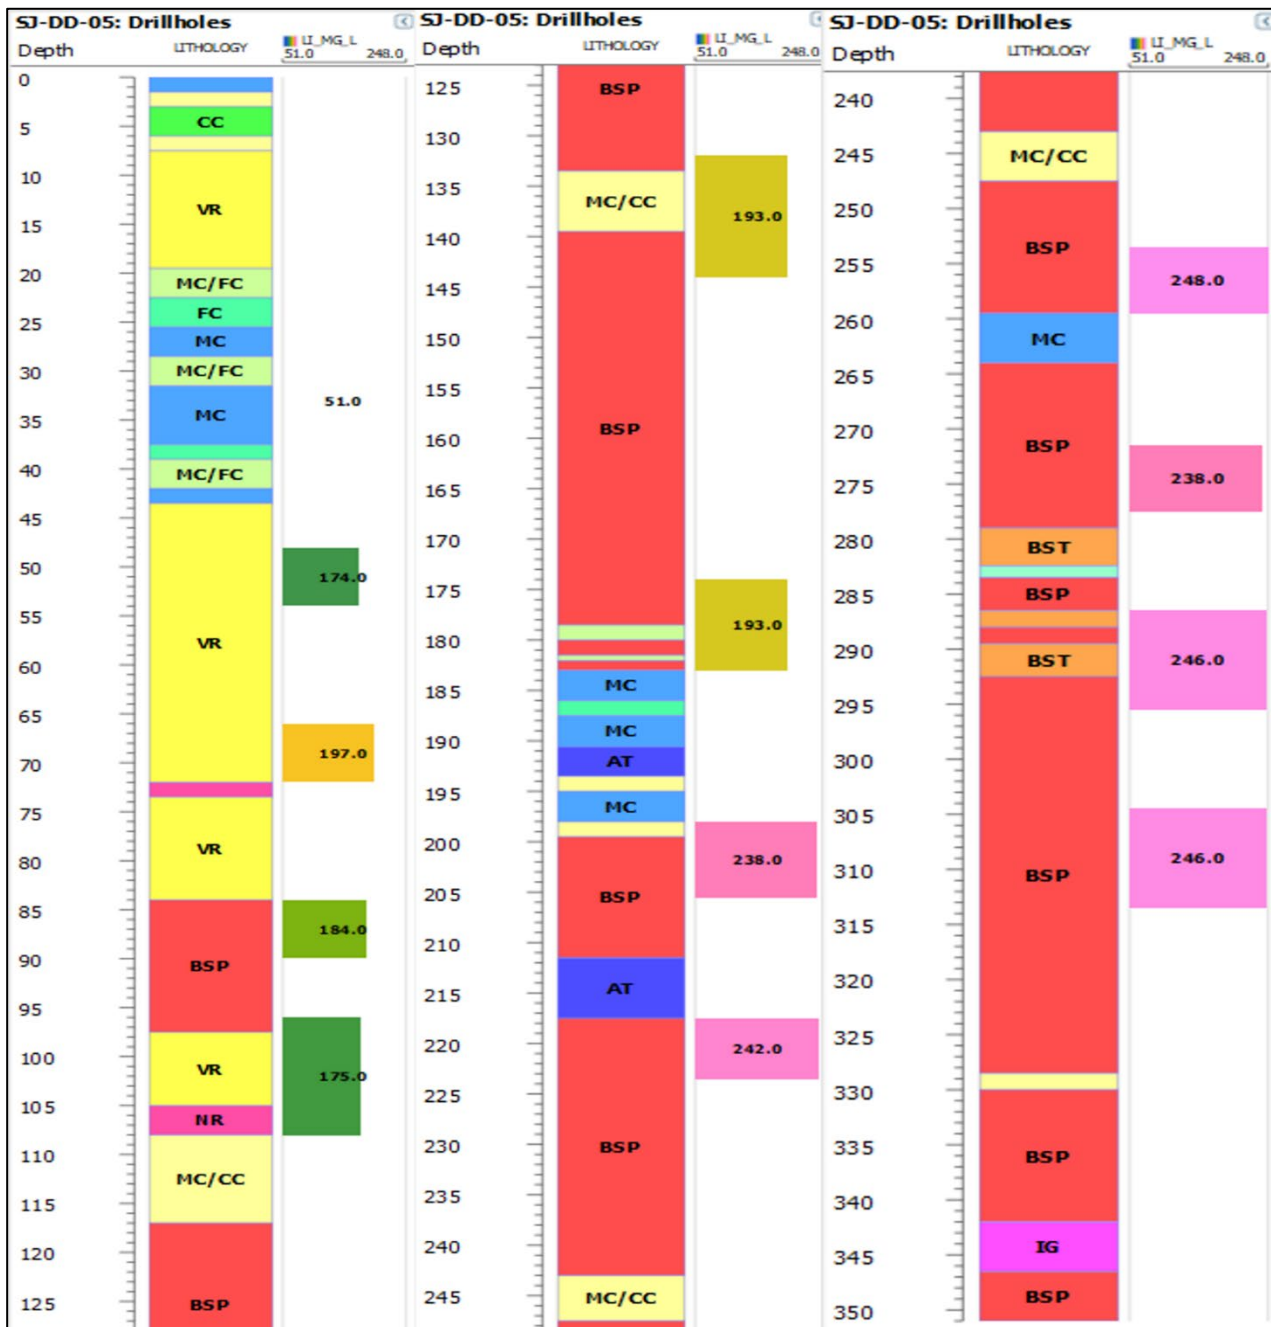 SJ-DD-05: Drillholes
Depth LITHOLOGY LI_MG_L
51.0 248.0
0
5 CC
10
VR
15
20 MC/FC
FC
25 MC
30 MC/FC
51.0
35 MC
40 MC/FC
45
50 174.0
55
VR
60
65
70 197.0
75
80 VR
85
184.0
90 BSP
95
100 VR
175.0
105 NR
110
MC/CC
115
120
125 BSP
SJ-DD-05: Drillholes
Depth LITHOLOGY LI_MG_L
51.0 248.0
125 BSP
130
135 MC/CC
193.0
140
145
150
155
160 BSP
165
170
175
193.0
180
185 MC
190 MC
AT
195 MC
200 238.0
205 BSP
210
215 AT
220 242.0
225
230 BSP
235
240
245 MC/CC
SJ-DD-05: Drillholes
Depth LITHOLOGY LI_MG_L
51.0 248.0
240
245 MC/CC
250
BSP
255 248.0
260 MC
265
270 BSP
275 238.0
280 BST
285 BSP
290 BST 246.0
295
300
305
310 BSP 246.0
315
320
325
330
335 BSP
340
345 IG
350 BSP